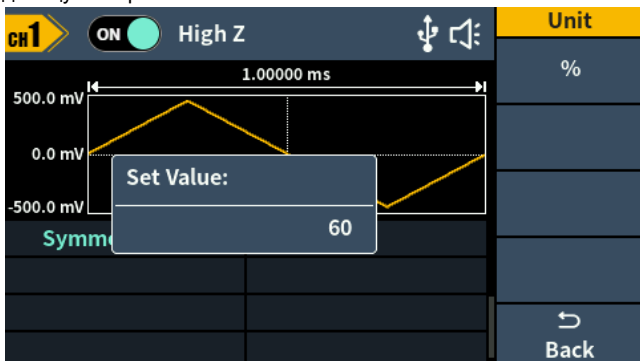 CH1 ON High Z Unit
1.00000 ms %
500.0 mV
0.0 mV
Set Value:
-500.0 mV
60
Symm
Back